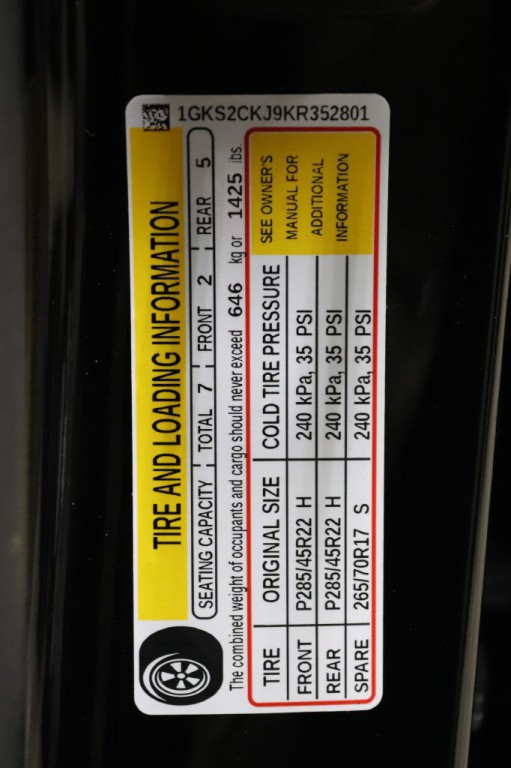 1GKS2CKJ9KR352801
TIRE AND LOADING INFORMATION
SEATING CAPACITY TOTAL 7 FRONT 2 REAR 5
The combined weight of occupants and cargo should never exceed 646 kg or 1425 lbs.
TIRE ORIGINAL SIZE COLD TIRE PRESSURE
FRONT P285/45R22 H 240 kPa, 35 PSI
REAR P285/45R22 H 240 kPa, 35 PSI
SPARE 265/70R17 S 240 kPa, 35 PSI
SEE OWNER'S
MANUAL FOR
ADDITIONAL
INFORMATION